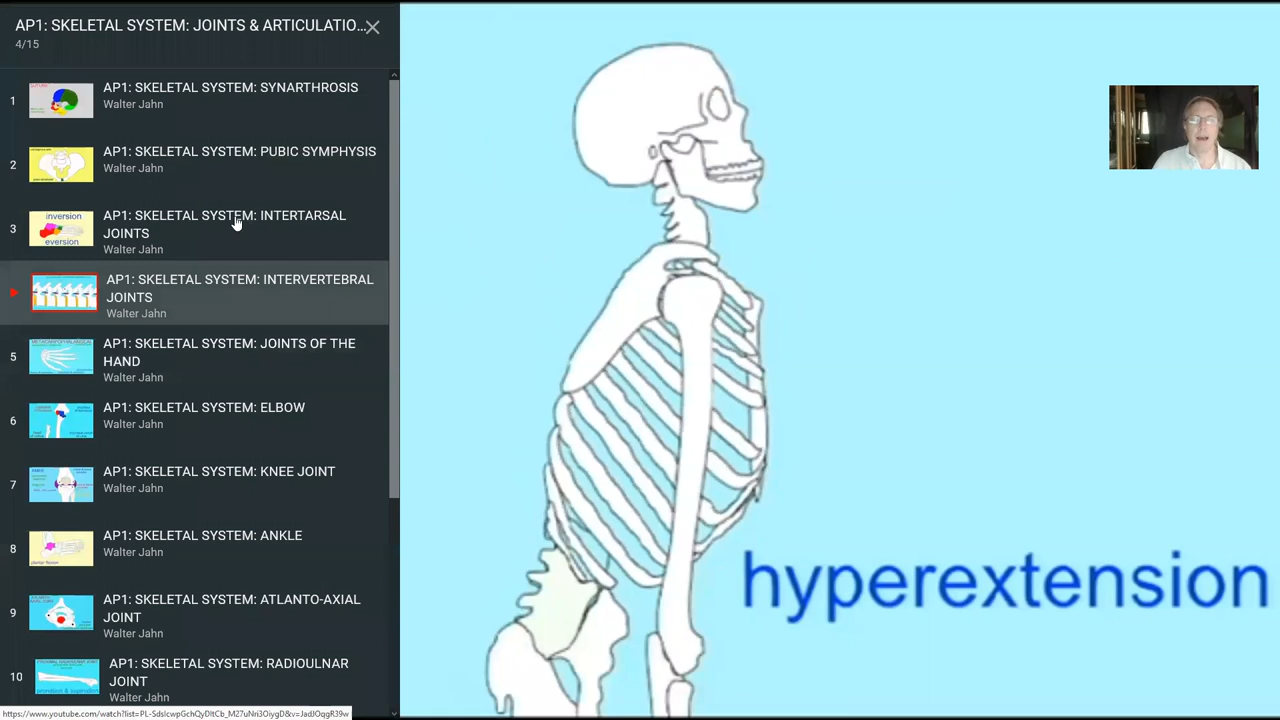 AP1: SKELETAL SYSTEM: JOINTS & ARTICULATIO...
4/15
1
AP1: SKELETAL SYSTEM: SYNARTHROSIS
Walter Jahn
2
AP1: SKELETAL SYSTEM: PUBIC SYMPHYSIS
Walter Jahn
3
inversion
eversion
AP1: SKELETAL SYSTEM: INTERTARSAL
JOINTS
Walter Jahn
AP1: SKELETAL SYSTEM: INTERVERTEBRAL
JOINTS
Walter Jahn
5
AP1: SKELETAL SYSTEM: JOINTS OF THE
HAND
Walter Jahn
6
AP1: SKELETAL SYSTEM: ELBOW
Walter Jahn
7
AP1: SKELETAL SYSTEM: KNEE JOINT
Walter Jahn
8
AP1: SKELETAL SYSTEM: ANKLE
Walter Jahn
9
AP1: SKELETAL SYSTEM: ATLANTO-AXIAL
JOINT
Walter Jahn
10
pronation & supination
AP1: SKELETAL SYSTEM: RADIOULNAR
JOINT
Walter Jahn
hyperextension